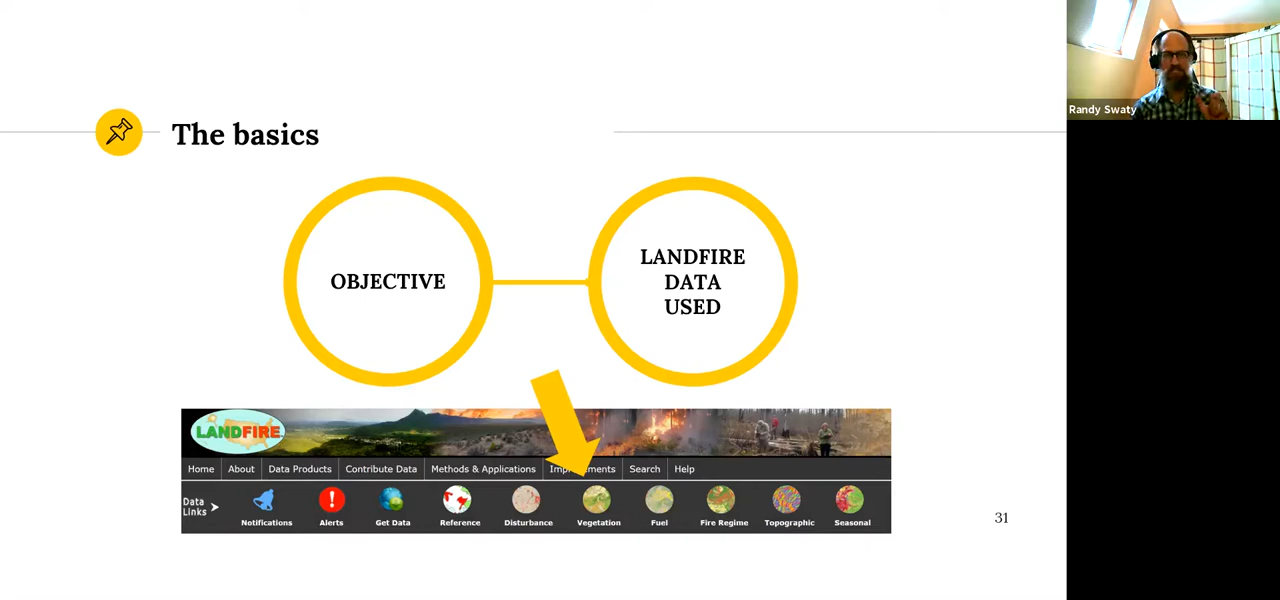 Randy Swaty
The basics
OBJECTIVE
LANDFIRE
DATA
USED
LANDFIRE
Home About Data Products Contribute Data Methods & Applications Search Help
Data
Links
Notifications Alerts Get Data Reference Disturbance Vegetation Fuel Fire Regime Topographic Seasonal
31